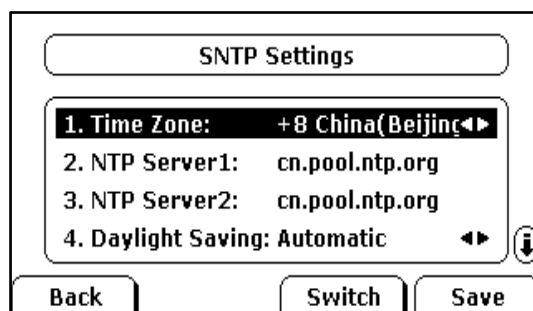 SNTP Settings
1. Time Zone: +8 China(Beijing
2. NTP Server1: cn.pool.ntp.org
3. NTP Server2: cn.pool.ntp.org
4. Daylight Saving: Automatic
Back Switch Save